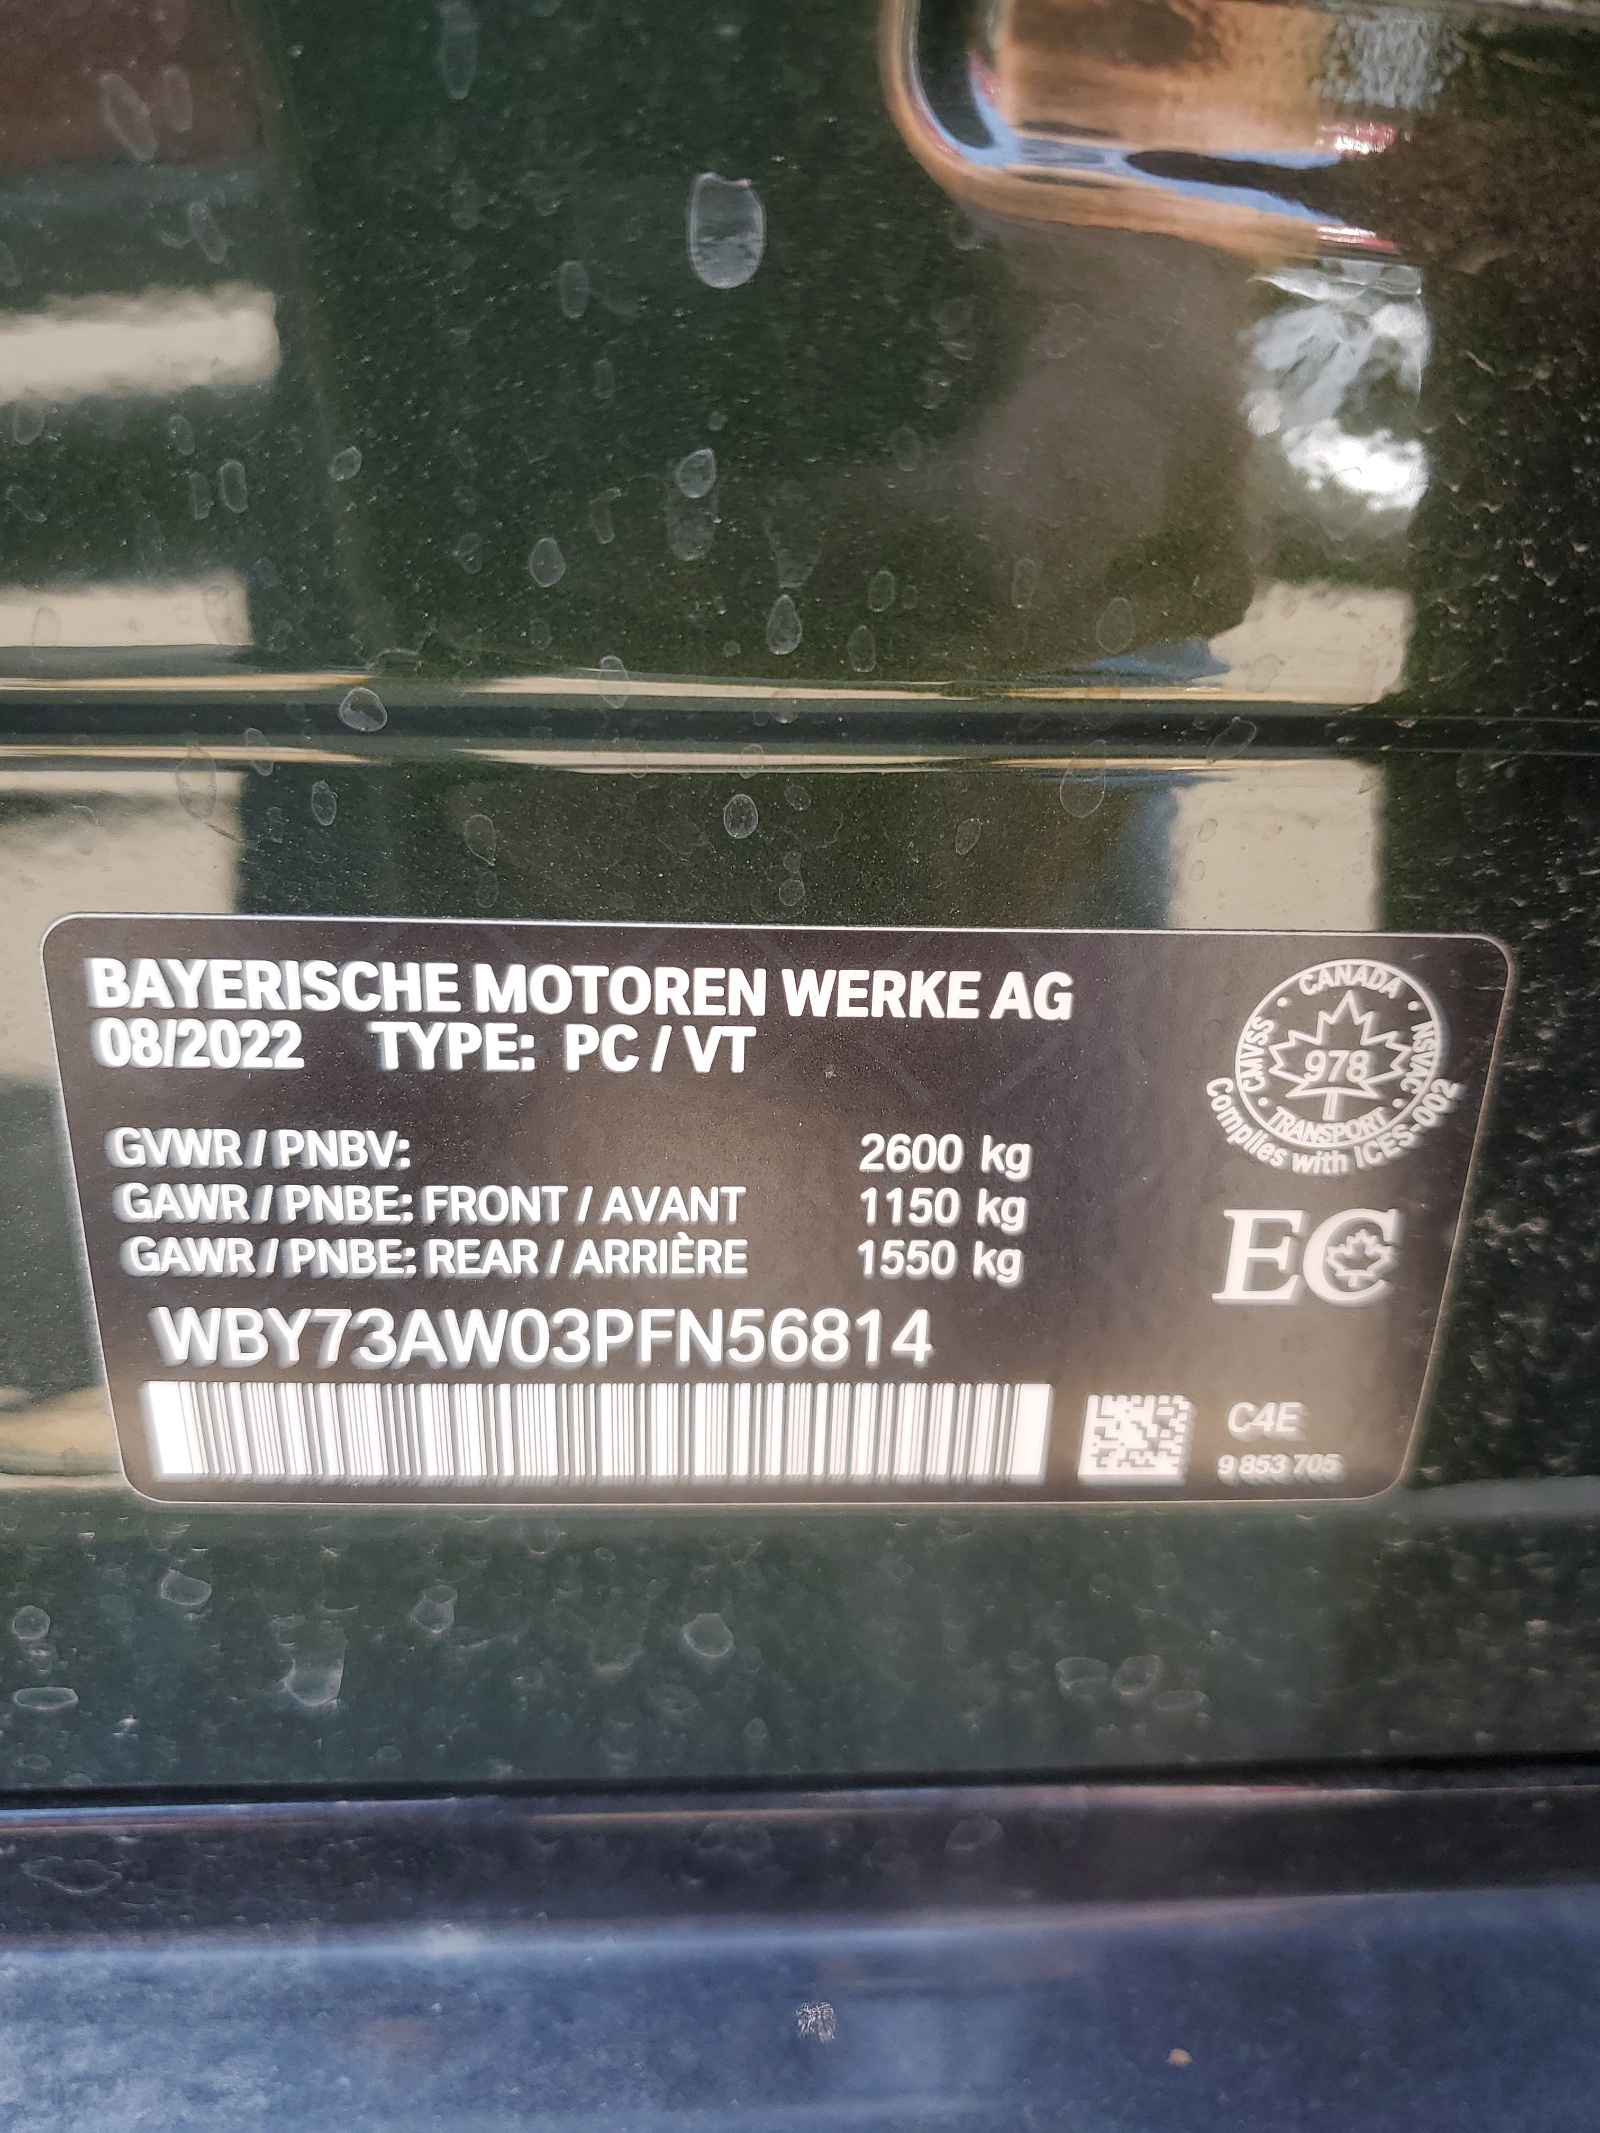 BAYERISCHE MOTOREN WERKE AG
08/2022 TYPE: PC / VT
CANADA
CMVSS 978 NSVAC
TRANSPORT
Complies with ICES-002
GVWR / PNBV: 2600 kg
GAWR / PNBE: FRONT / AVANT 1150 kg
GAWR / PNBE: REAR / ARRIÈRE 1550 kg
EC
WBY73AW03PFN56814
C4E
9 853 705